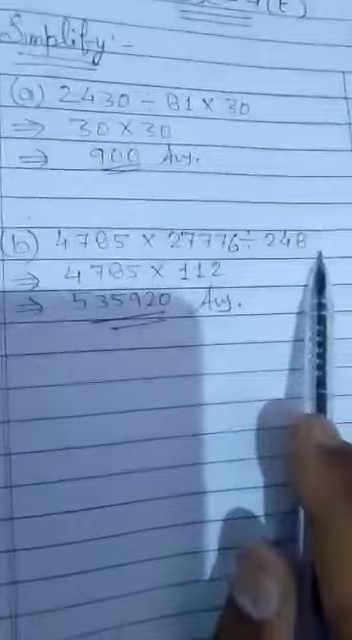 Simplify:-
(a) 2430 ÷ 81 × 30
⇒ 30 × 30
⇒ 900 Ans.
(b) 4785 × 27776 ÷ 248
⇒ 4785 × 112
⇒ 535920 Ans.